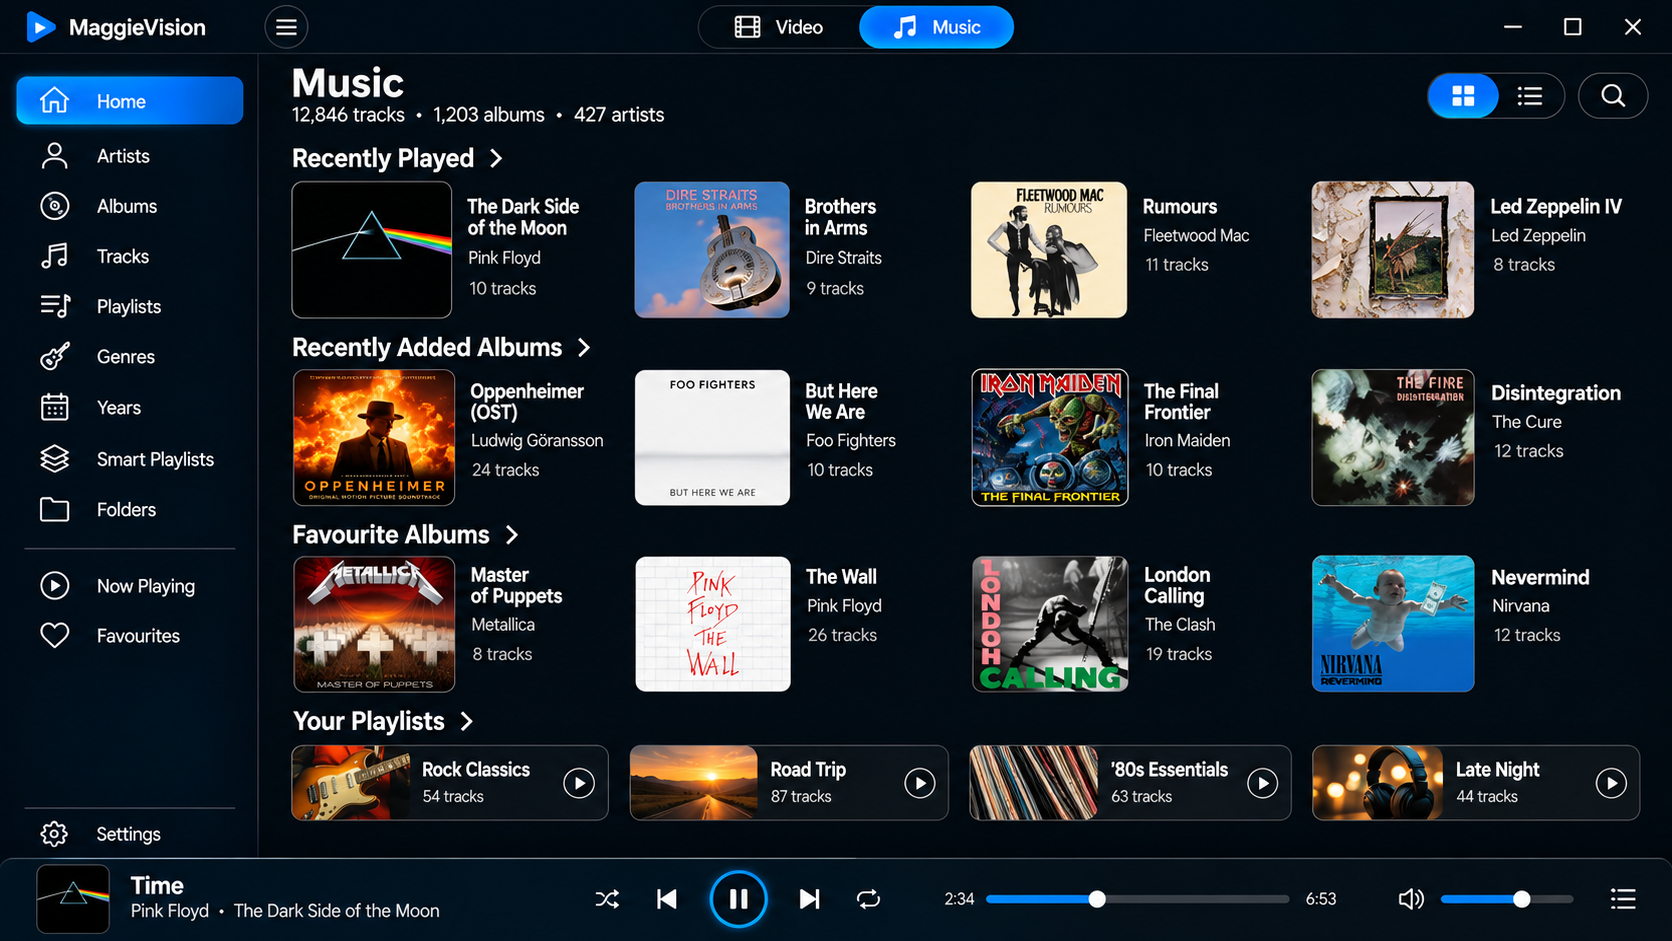 MaggieVision
Video
Music
Home
Artists
Albums
Tracks
Playlists
Genres
Years
Smart Playlists
Folders
Now Playing
Favourites
Settings
Music
12,846 tracks • 1,203 albums • 427 artists
Recently Played
The Dark Side
of the Moon
Pink Floyd
10 tracks
DIRE STRAITS
BROTHERS IN ARMS
Brothers
in Arms
Dire Straits
9 tracks
FLEETWOOD MAC
RUMOURS
Rumours
Fleetwood Mac
11 tracks
Led Zeppelin IV
Led Zeppelin
8 tracks
Recently Added Albums
OPPENHEIMER
ORIGINAL MOTION PICTURE SOUNDTRACK
Oppenheimer
(OST)
Ludwig Göransson
24 tracks
FOO FIGHTERS
BUT HERE WE ARE
But Here
We Are
Foo Fighters
10 tracks
IRON MAIDEN
THE FINAL FRONTIER
The Final
Frontier
Iron Maiden
10 tracks
Disintegration
The Cure
12 tracks
Favourite Albums
METALLICA
MASTER OF PUPPETS
Master
of Puppets
Metallica
8 tracks
PINK
FLOYD
THE
WALL
The Wall
Pink Floyd
26 tracks
CALLING
London
Calling
The Clash
19 tracks
NIRVANA
Nevermind
Nirvana
12 tracks
Your Playlists
Rock Classics
54 tracks
Road Trip
87 tracks
'80s Essentials
63 tracks
Late Night
44 tracks
Time
Pink Floyd • The Dark Side of the Moon
2:34
6:53